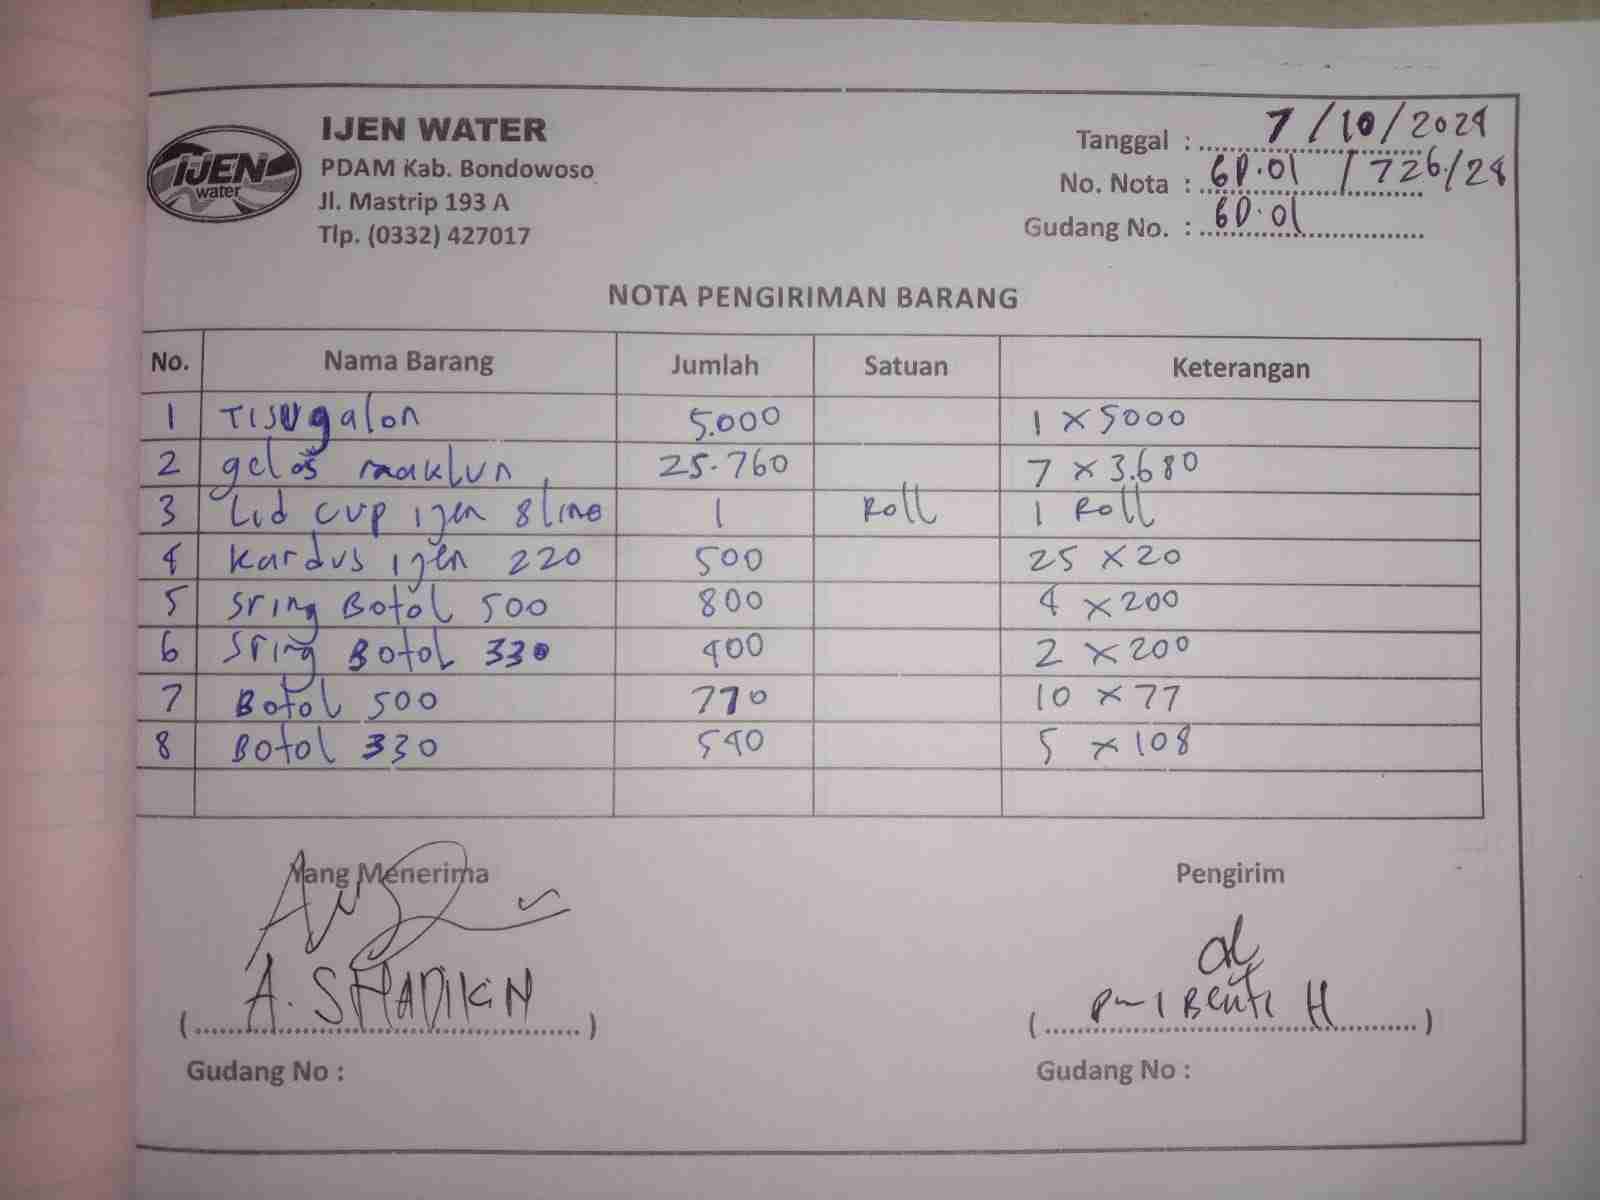 IJEN
water
IJEN WATER
PDAM Kab. Bondowoso
Jl. Mastrip 193 A
Tlp. (0332) 427017
Tanggal : 7/10/2024
No. Nota : GD.01 / 726/24
Gudang No. : GD.01
NOTA PENGIRIMAN BARANG
No. Nama Barang Jumlah Satuan Keterangan
1 Tisu galon 5.000 1 x 5000
2 gelas maklun 25.760 7 x 3.680
3 Lid cup ijen 8 line 1 Roll 1 Roll
4 Kardus ijen 220 500 25 x 20
5 Sring Botol 500 800 4 x 200
6 Sring Botol 330 400 2 x 200
7 Botol 500 770 10 x 77
8 Botol 330 540 5 x 108
Yang Menerima Pengirim
(A. SHADIKIN) ( H)
Gudang No : Gudang No :